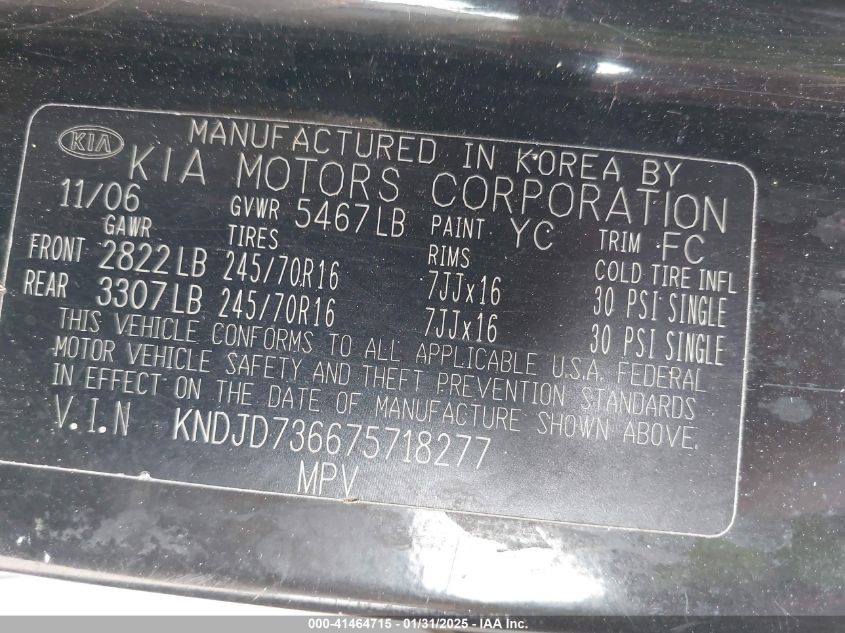 KIA
MANUFACTURED IN KOREA BY
KIA MOTORS CORPORATION
11/06 GVWR 5467LB PAINT YC TRIM FC
GAWR TIRES RIMS COLD TIRE INFL
FRONT 2822LB 245/70R16 7JJx16 30 PSI SINGLE
REAR 3307LB 245/70R16 7JJx16 30 PSI SINGLE
THIS VEHICLE CONFORMS TO ALL APPLICABLE U.S.A. FEDERAL
MOTOR VEHICLE SAFETY AND THEFT PREVENTION STANDARDS
IN EFFECT ON THE DATE OF MANUFACTURE SHOWN ABOVE.
V.I.N KNDJD736675718277
MPV
000-41464715 - 01/31/2025 - IAA Inc.